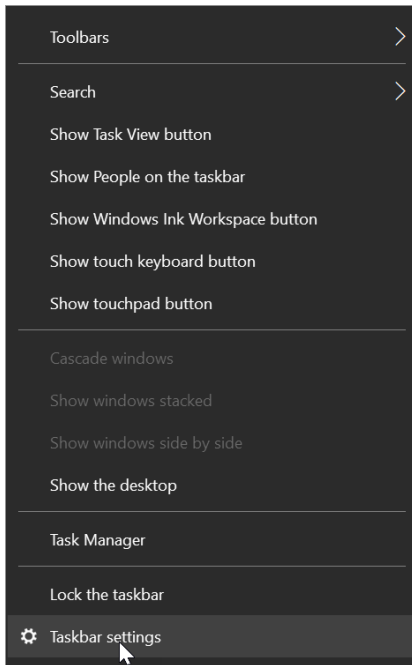 Toolbars
Search
Show Task View button
Show People on the taskbar
Show Windows Ink Workspace button
Show touch keyboard button
Show touchpad button
Cascade windows
Show windows stacked
Show windows side by side
Show the desktop
Task Manager
Lock the taskbar
Taskbar settings